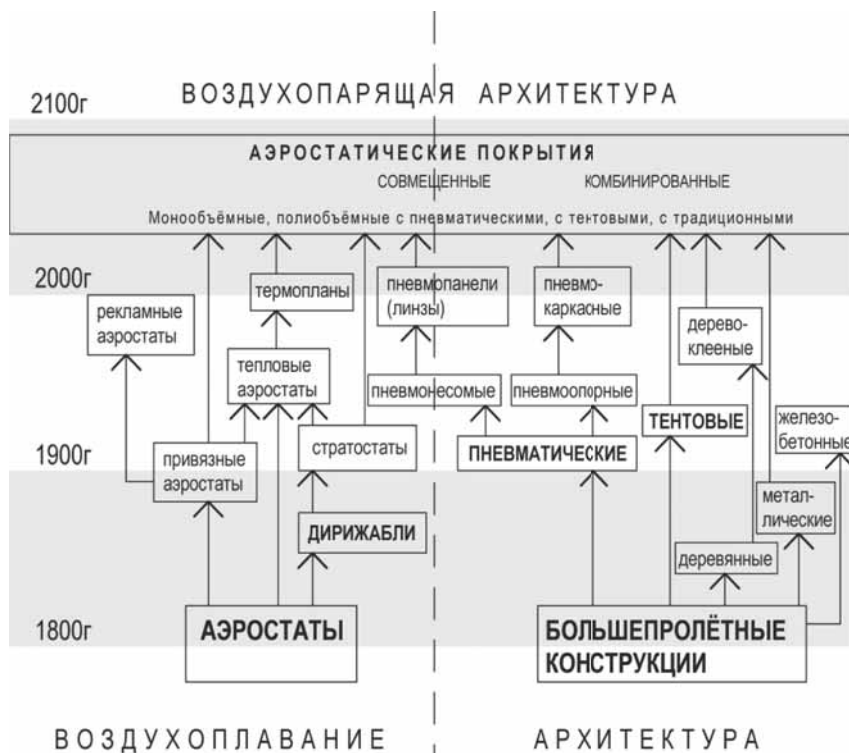 ВОЗДУХОПАРЯЩАЯ АРХИТЕКТУРА
2100г
АЭРОСТАТИЧЕСКИЕ ПОКРЫТИЯ
СОВМЕЩЕННЫЕ
КОМБИНИРОВАННЫЕ
Монообъёмные, полиобъёмные с пневматическими, с тентовыми, с традиционными
2000г
рекламные
аэростаты
термопланы
пневмопанели
(линзы)
пневмо-
каркасные
дерево-
клееные
тепловые
аэростаты
пневмонесомые
пневмоопорные
1900г
привязные
аэростаты
стратостаты
ПНЕВМАТИЧЕСКИЕ
ТЕНТОВЫЕ
железо-
бетонные
метал-
лические
ДИРИЖАБЛИ
деревянные
1800г
АЭРОСТАТЫ
БОЛЬШЕПРОЛЁТНЫЕ
КОНСТРУКЦИИ
ВОЗДУХОПЛАВАНИЕ
АРХИТЕКТУРА